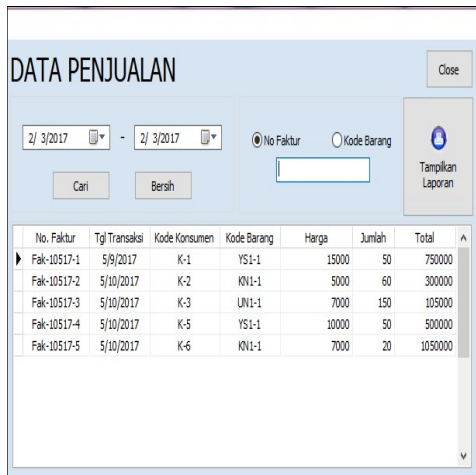 DATA PENJUALAN
Close
2/ 3/2017 - 2/ 3/2017
No Faktur Kode Barang
Cari Bersih
Tampilkan
Laporan
No. Faktur Tgl Transaksi Kode Konsumen Kode Barang Harga Jumlah Total
Fak-10517-1 5/9/2017 K-1 YS1-1 15000 50 750000
Fak-10517-2 5/10/2017 K-2 KN1-1 5000 60 300000
Fak-10517-3 5/10/2017 K-3 UN1-1 7000 150 105000
Fak-10517-4 5/10/2017 K-5 YS1-1 10000 50 500000
Fak-10517-5 5/10/2017 K-6 KN1-1 7000 20 1050000